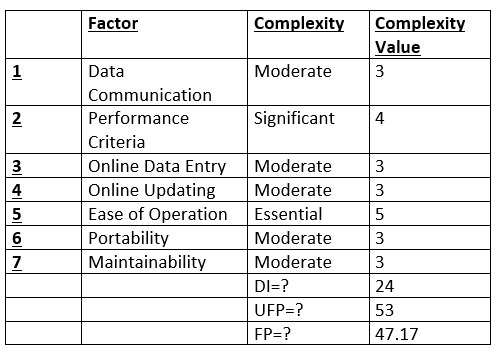 Factor Complexity Complexity Value
1 Data Communication Moderate 3
2 Performance Criteria Significant 4
3 Online Data Entry Moderate 3
4 Online Updating Moderate 3
5 Ease of Operation Essential 5
6 Portability Moderate 3
7 Maintainability Moderate 3
DI=? 24
UFP=? 53
FP=? 47.17